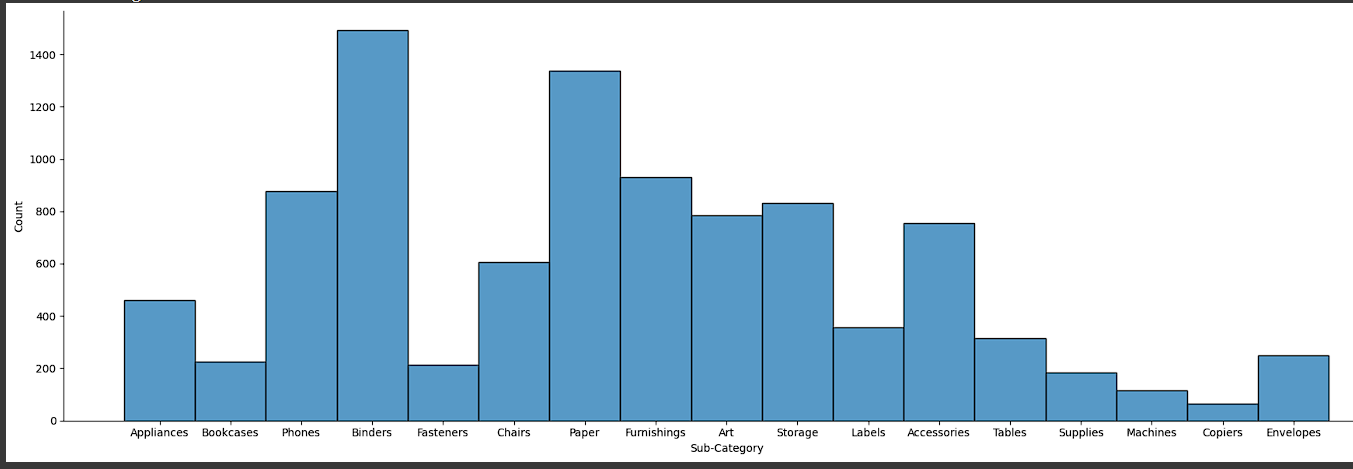 1400
1200
1000
800
600
400
200
0
Count
Appliances Bookcases Phones Binders Fasteners Chairs Paper Furnishings Art Storage Labels Accessories Tables Supplies Machines Copiers Envelopes
Sub-Category